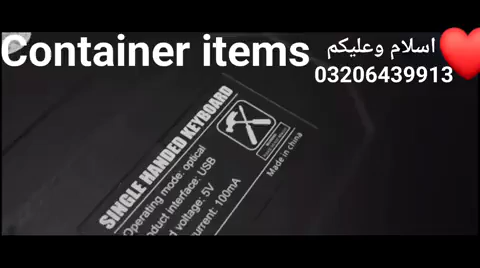 Container items
اسلام وعلیکم
03206439913
SINGLE HANDED KEYBOARD
Operating mode: optical
oduct interface: USB
d voltage: 5V
current: 100mA
Made in china